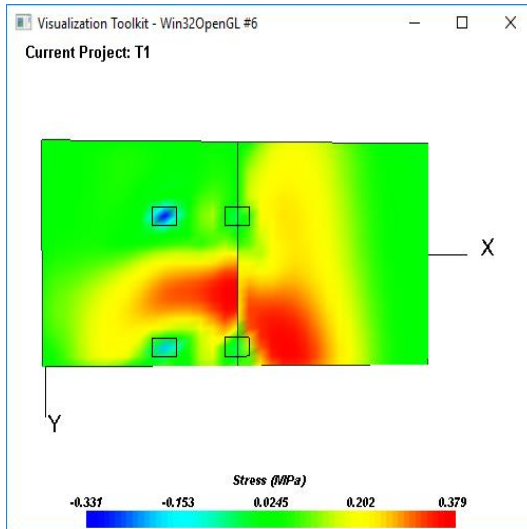 Visualization Toolkit - Win32OpenGL #6
Current Project: T1
X
Y
Stress (MPa)
-0.331 -0.153 0.0245 0.202 0.379